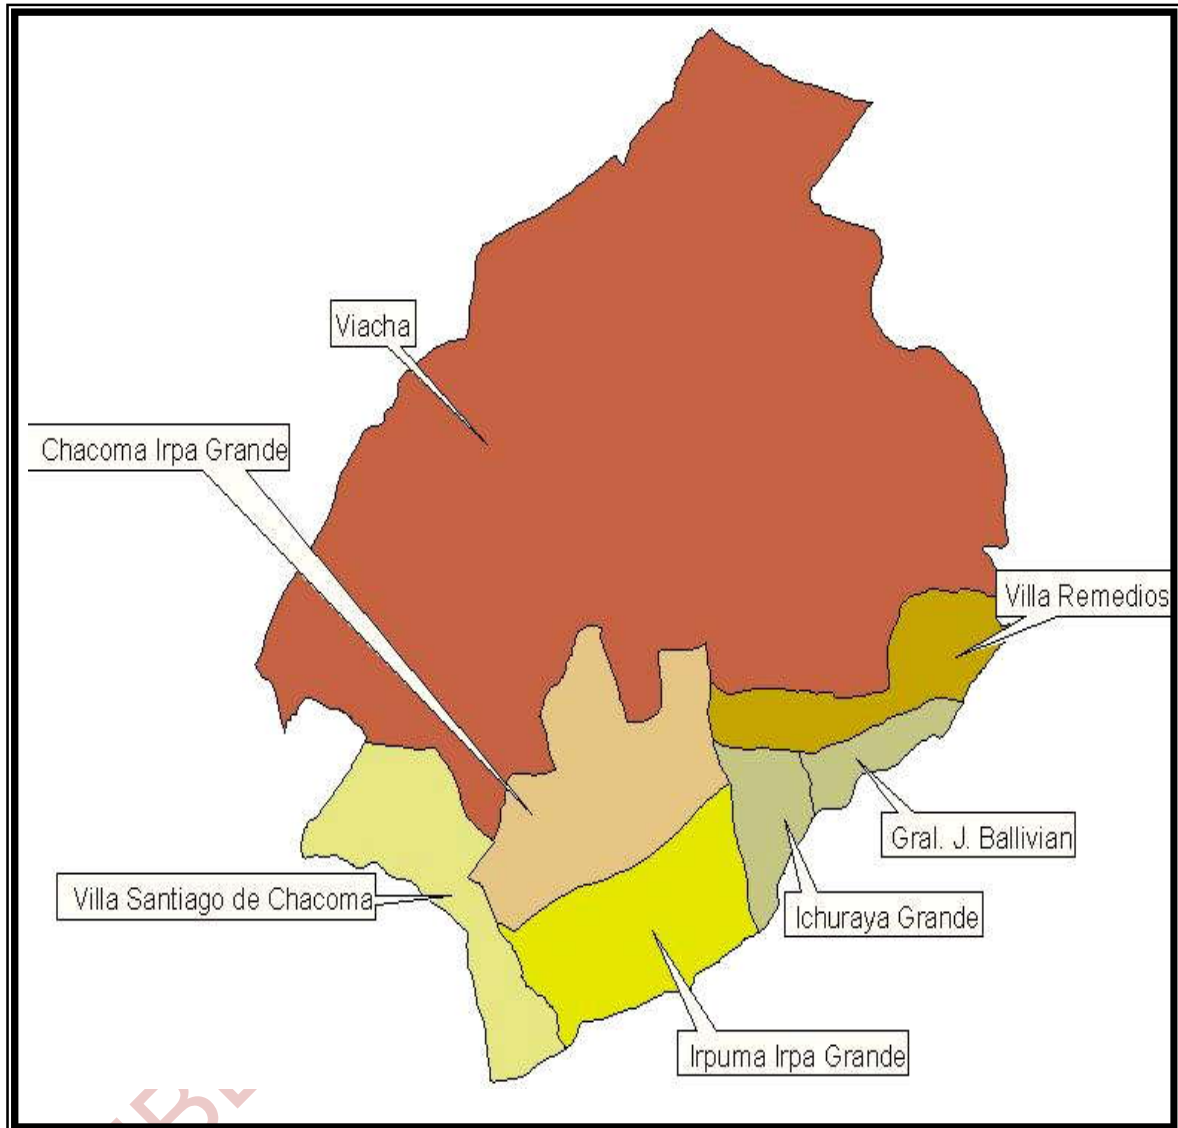 Viacha
Chacoma Irpa Grande
Villa Remedios
Gral. J. Ballivian
Villa Santiago de Chacoma
Ichuraya Grande
Irpuma Irpa Grande